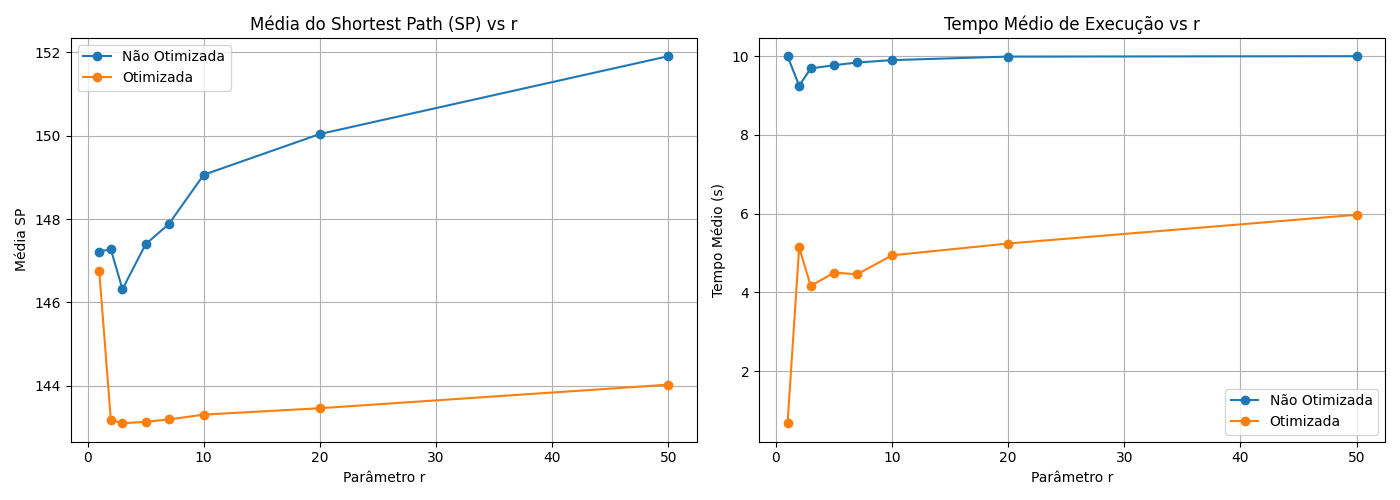 Média do Shortest Path (SP) vs r
Não Otimizada
Otimizada
152
150
148
146
144
Média SP
0
10
20
30
40
50
Parâmetro r
Tempo Médio de Execução vs r
10
8
6
4
2
Tempo Médio (s)
Não Otimizada
Otimizada
0
10
20
30
40
50
Parâmetro r